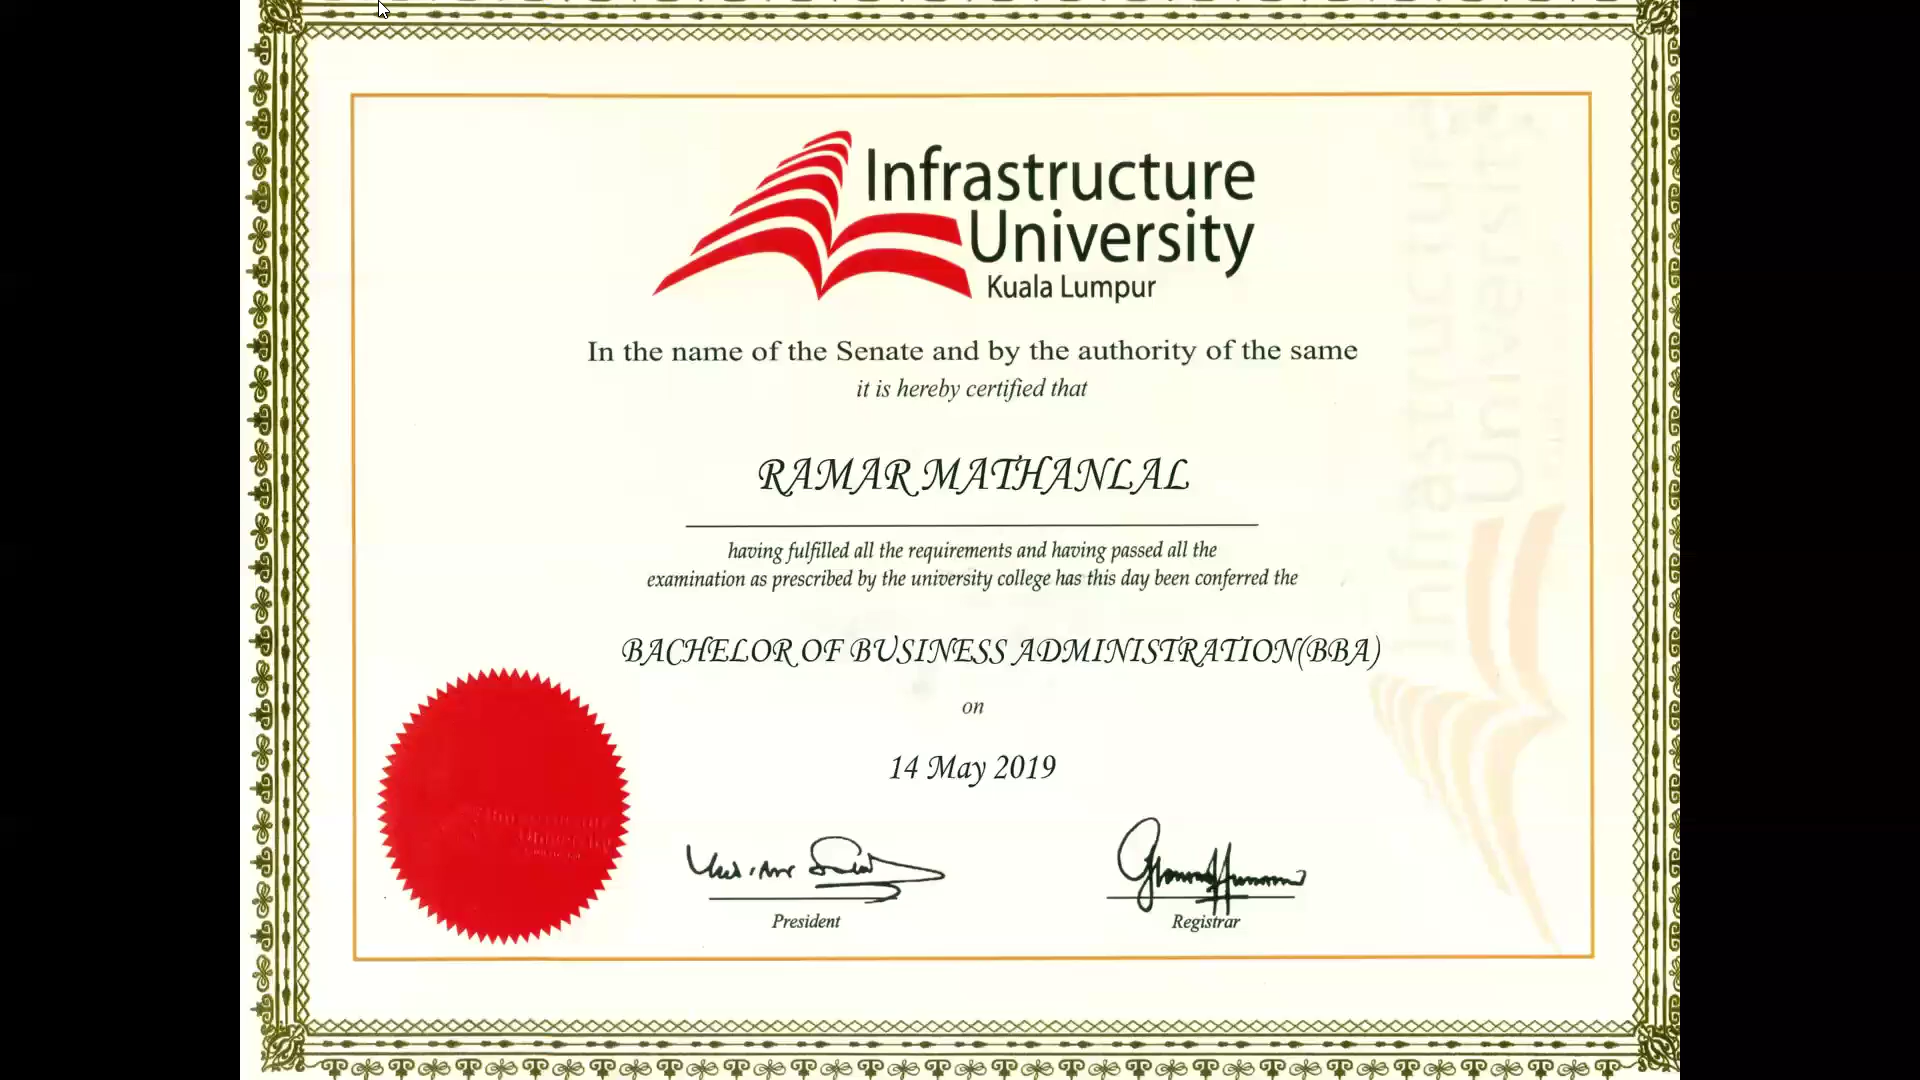 Infrastructure
University
Kuala Lumpur
In the name of the Senate and by the authority of the same
it is hereby certified that
RAMAR MATHANLAL
having fulfilled all the requirements and having passed all the
examination as prescribed by the university college has this day been conferred the
BACHELOR OF BUSINESS ADMINISTRATION(BBA)
on
14 May 2019
President
Registrar
Infrastructure
University